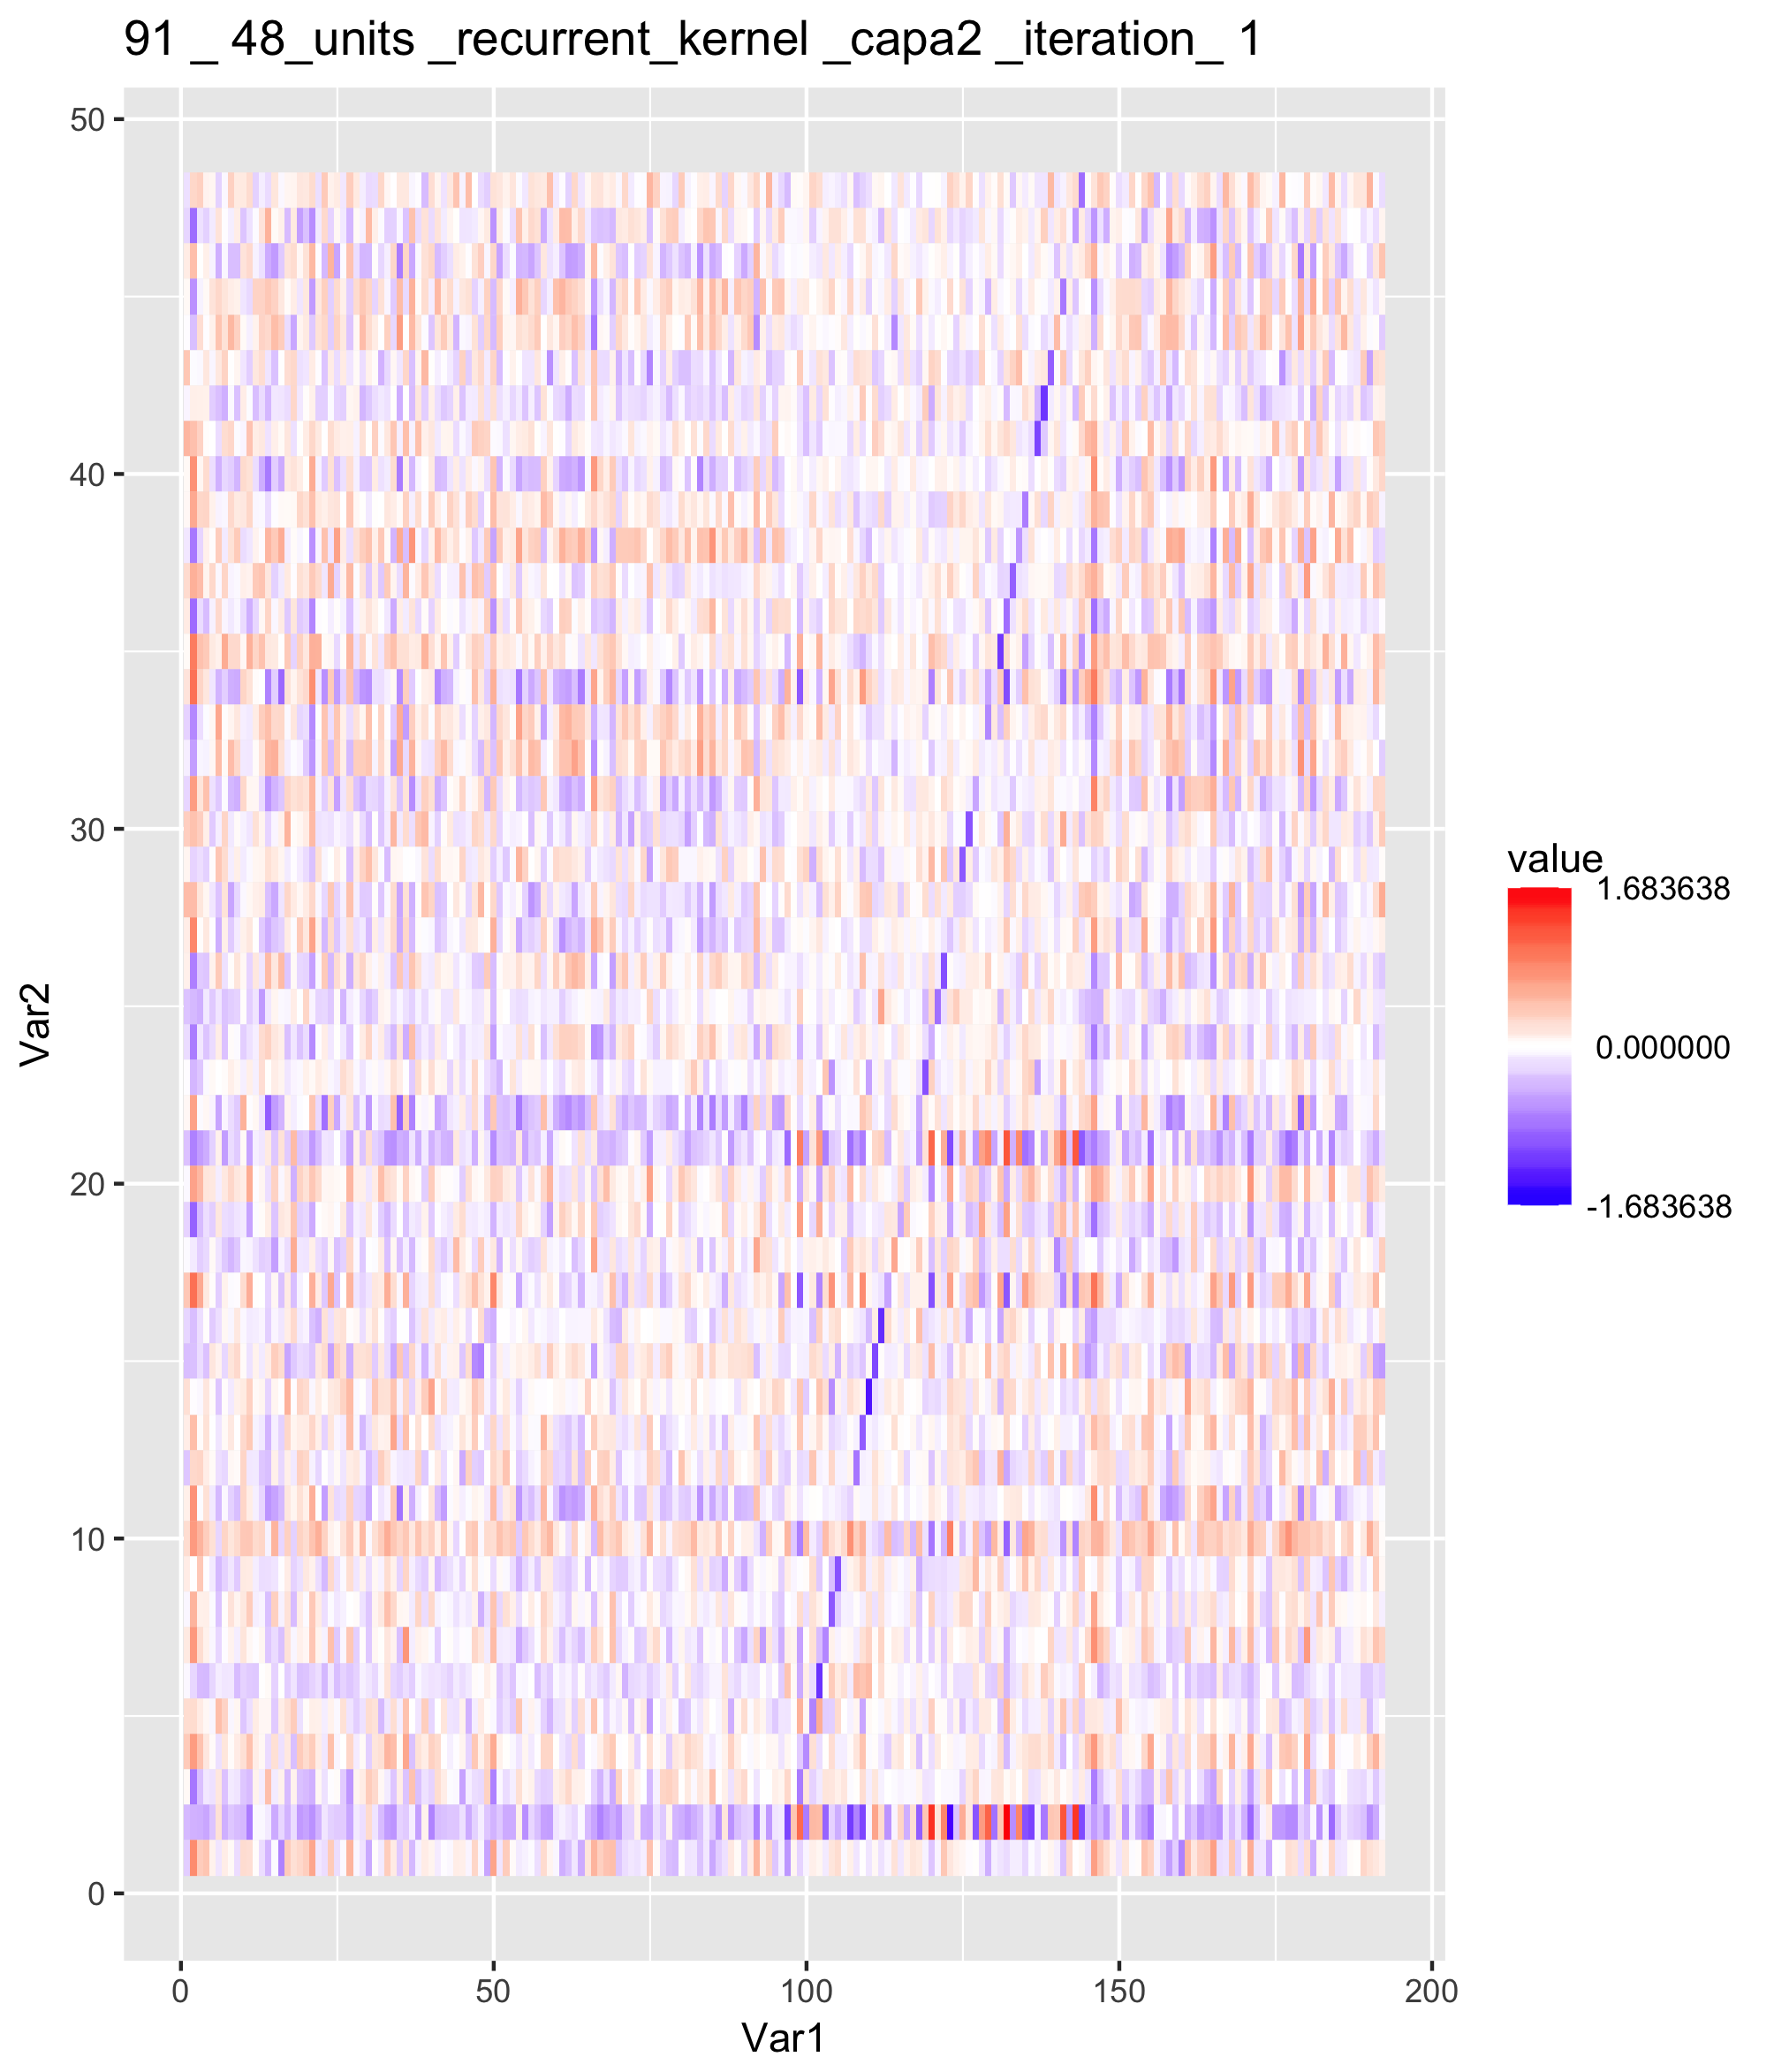 91 _ 48_units _recurrent_kernel _capa2 _iteration_ 1
50
40
30
20
10
0
Var2
0 50 100 150 200
Var1
value
1.683638
0.000000
-1.683638